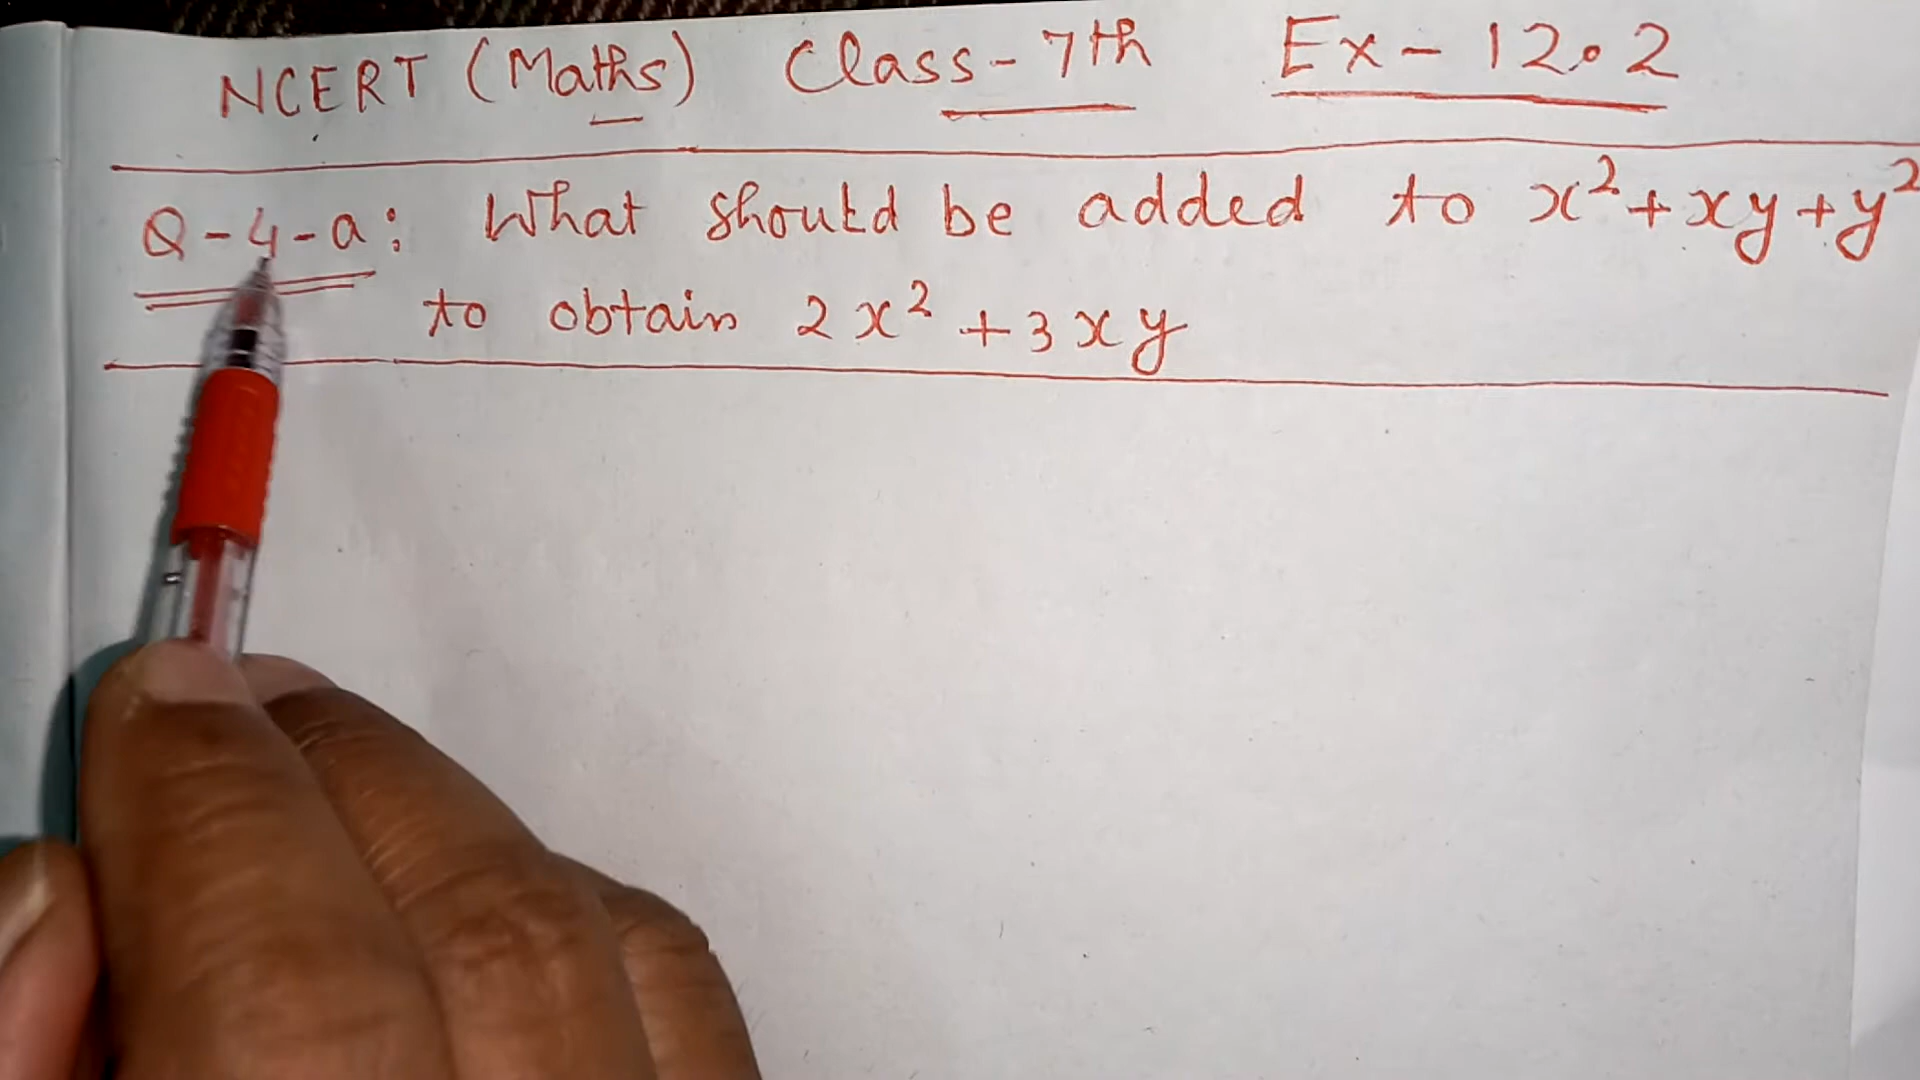 NCERT (Maths) Class-7th Ex-12.2
Q-4-a: What should be added to x²+xy+y²
to obtain 2x²+3xy